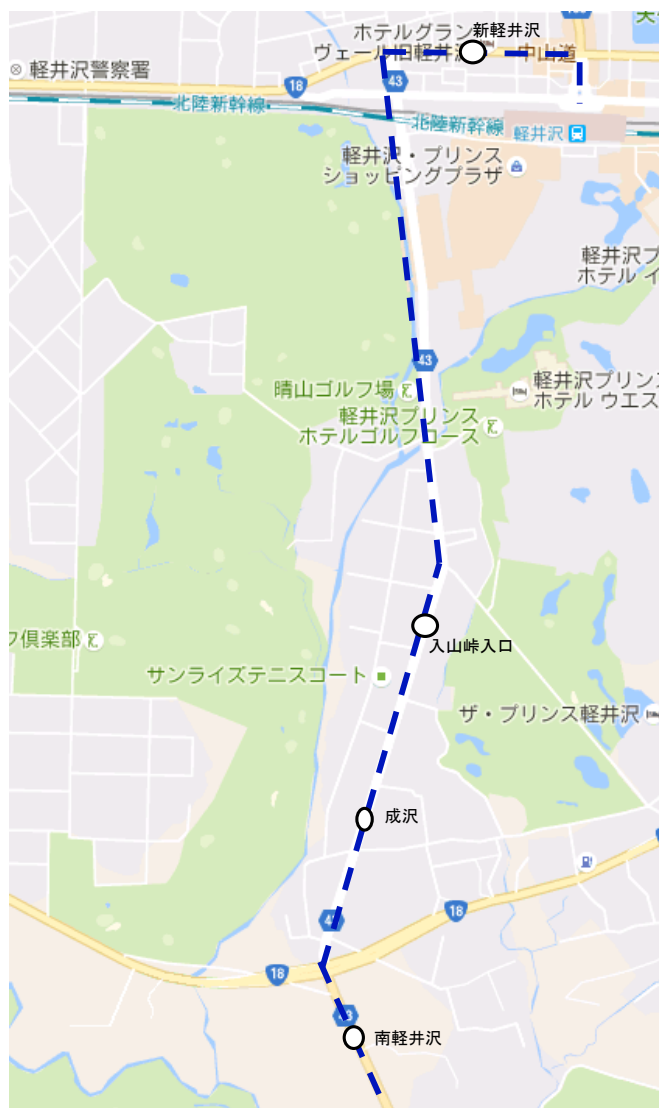 新軽井沢
ホテルグラン
ヴェール旧軽井沢
中山道
軽井沢警察署
18
43
北陸新幹線
北陸新幹線
軽井沢
軽井沢・プリンス
ショッピングプラザ
軽井沢プ
ホテル イ
43
晴山ゴルフ場
軽井沢プリンス
ホテル ウエス
軽井沢プリンス
ホテルゴルフコース
入山峠入口
フ倶楽部
サンライズテニスコート
ザ・プリンス軽井沢
成沢
18
43
18
43
南軽井沢